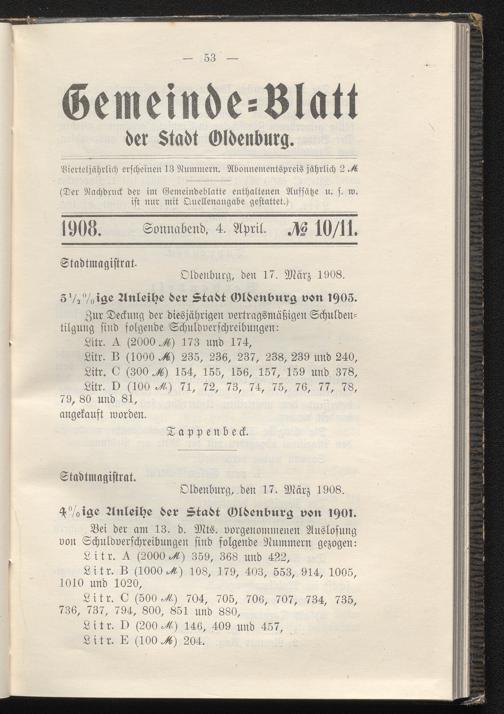 — 53 —
Gemeinde=Blatt
der Stadt Oldenburg.
Vierteljährlich erscheinen 13 Nummern. Abonnementspreis jährlich 2 ℳ
(Der Nachdruck der im Gemeindeblatte enthaltenen Aufsätze u. s. w.
ist nur mit Quellenangabe gestattet.)
1908. Sonnabend, 4. April. № 10/11.
Stadtmagistrat.
Oldenburg, den 17. März 1908.
3 1/2 %ige Anleihe der Stadt Oldenburg von 1905.
Zur Deckung der diesjährigen vertragsmäßigen Schulden-
tilgung sind folgende Schuldverschreibungen:
Litr. A (2000 ℳ) 173 und 174,
Litr. B (1000 ℳ) 235, 236, 237, 238, 239 und 240,
Litr. C (300 ℳ) 154, 155, 156, 157, 159 und 378,
Litr. D (100 ℳ) 71, 72, 73, 74, 75, 76, 77, 78,
79, 80 und 81,
angekauft worden.
Tappenbeck.
Stadtmagistrat.
Oldenburg, den 17. März 1908.
4 %ige Anleihe der Stadt Oldenburg von 1901.
Bei der am 13. d. Mts. vorgenommenen Auslosung
von Schuldverschreibungen sind folgende Nummern gezogen:
Litr. A (2000 ℳ) 359, 368 und 422,
Litr. B (1000 ℳ) 108, 179, 403, 553, 914, 1005,
1010 und 1020,
Litr. C (500 ℳ) 704, 705, 706, 707, 734, 735,
736, 737, 794, 800, 851 und 880,
Litr. D (200 ℳ) 146, 409 und 457,
Litr. E (100 ℳ) 204.